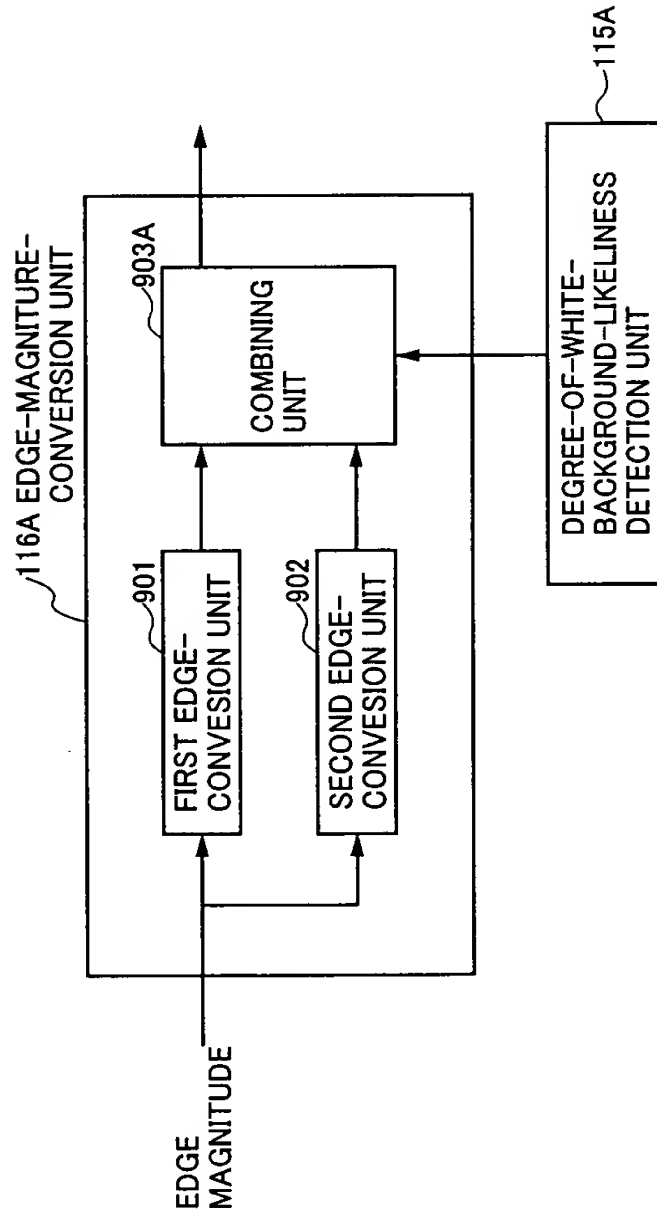 116A EDGE-MAGNITURE-
CONVERSION UNIT
EDGE
MAGNITUDE
901
FIRST EDGE-
CONVESION UNIT
902
SECOND EDGE-
CONVESION UNIT
903A
COMBINING
UNIT
DEGREE-OF-WHITE-
BACKGROUND-LIKELINESS
DETECTION UNIT
115A